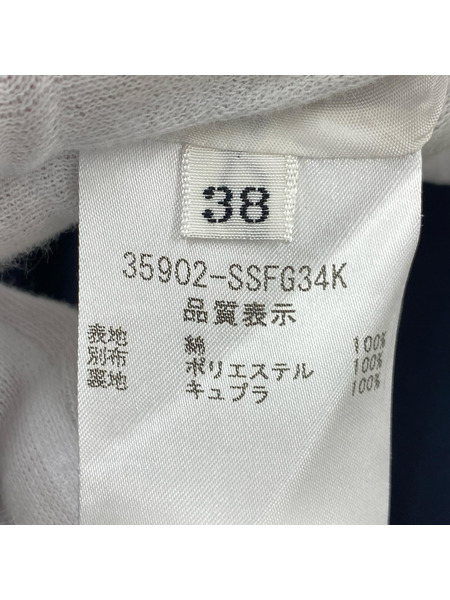 38
35902-SSFG34K
品質表示
表地 綿 100%
別布 ポリエステル 100%
裏地 キュプラ 100%